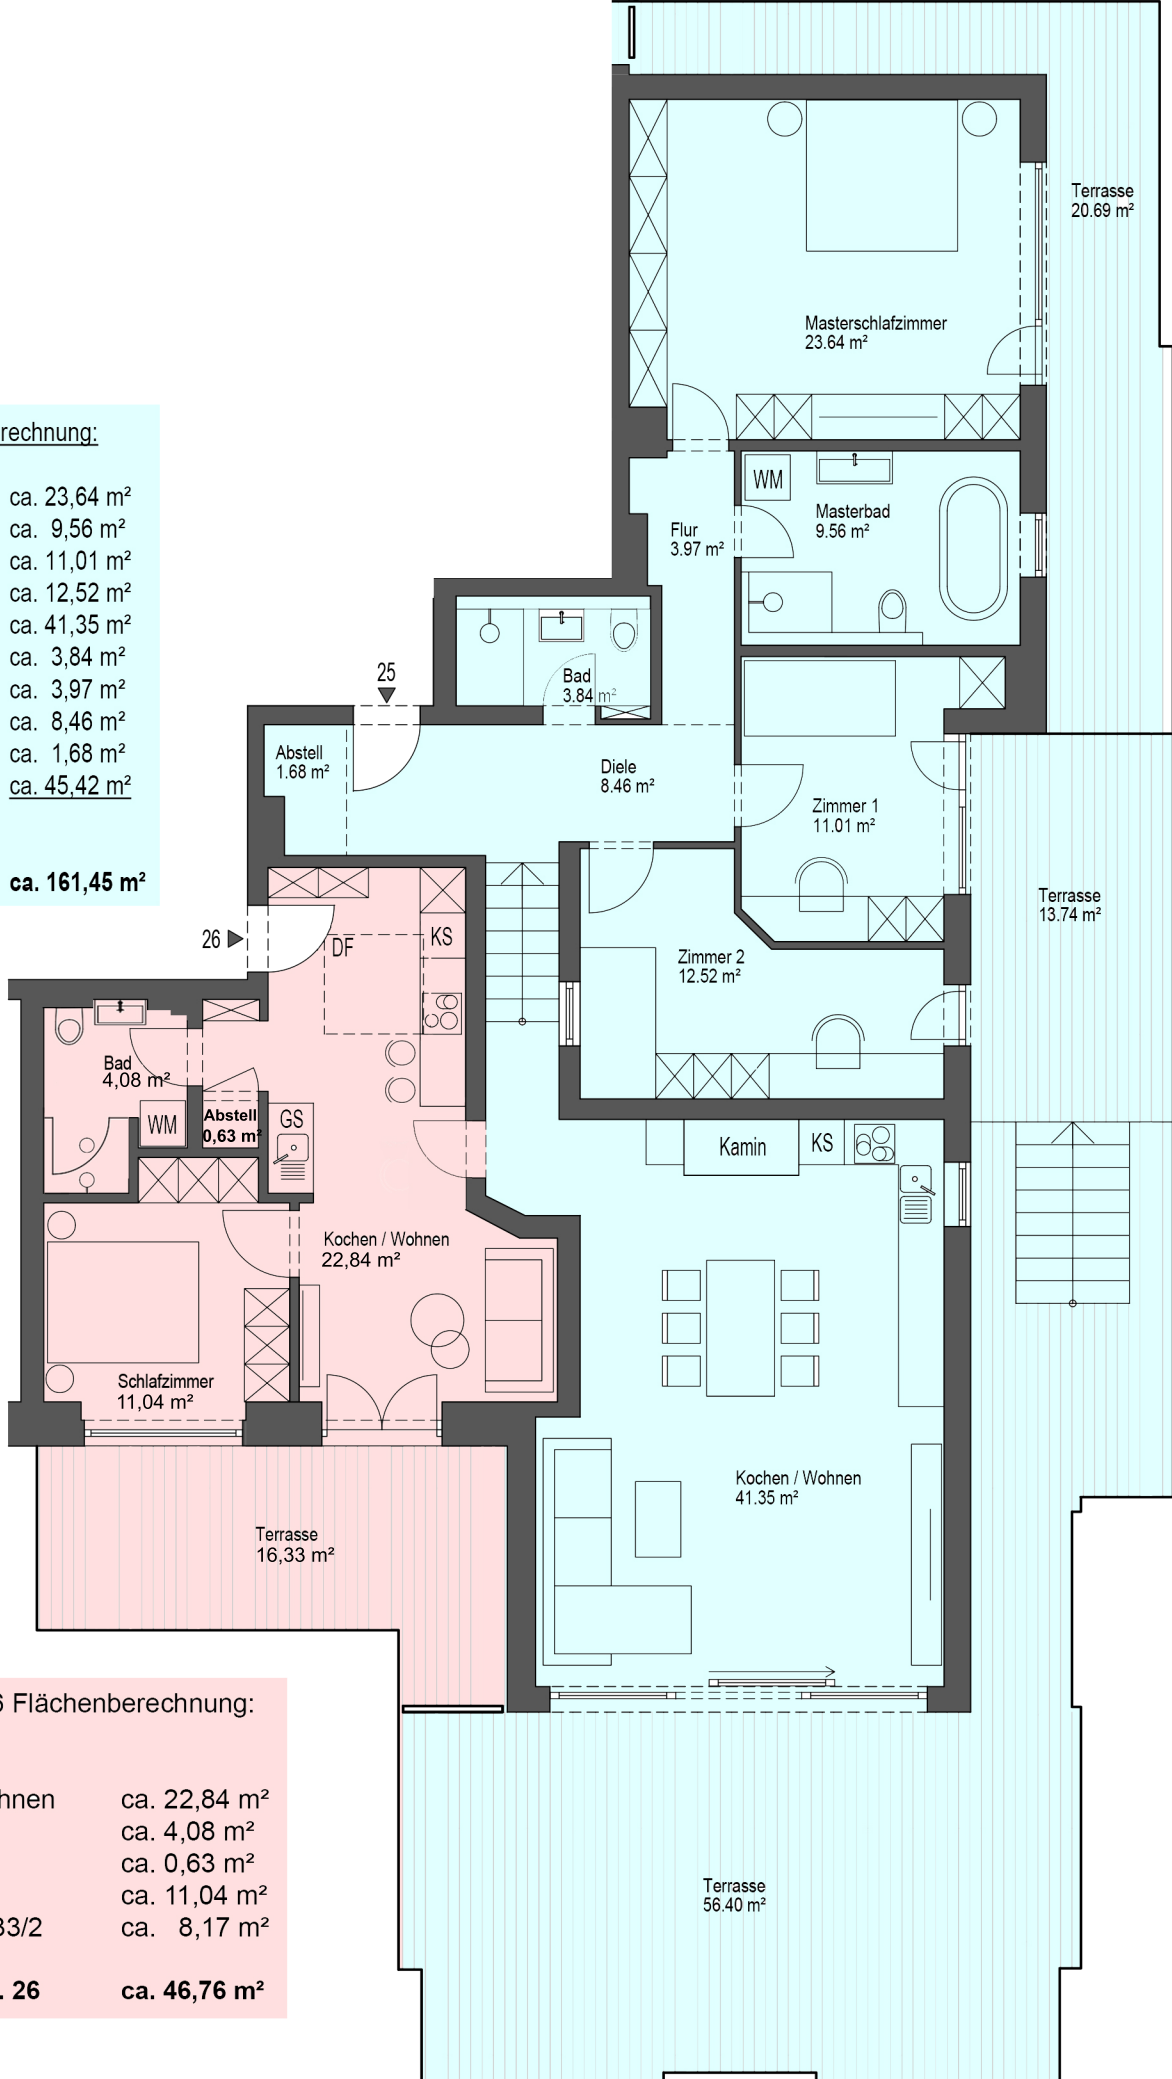 Terrasse
20.69 m²
Masterschlafzimmer
23.64 m²
rechnung:
ca. 23,64 m²
ca. 9,56 m²
ca. 11,01 m²
ca. 12,52 m²
ca. 41,35 m²
ca. 3,84 m²
ca. 3,97 m²
ca. 8,46 m²
ca. 1,68 m²
ca. 45,42 m²
ca. 161,45 m²
WM
Masterbad
9.56 m²
Flur
3.97 m²
Bad
3.84 m²
25
Abstell
1.68 m²
Diele
8.46 m²
Zimmer 1
11.01 m²
Terrasse
13.74 m²
26
DF
KS
Zimmer 2
12.52 m²
Bad
4,08 m²
WM
Abstell
0,63 m²
GS
Kamin
KS
Kochen / Wohnen
22,84 m²
Schlafzimmer
11,04 m²
Kochen / Wohnen
41.35 m²
Terrasse
16,33 m²
6 Flächenberechnung:
hnen ca. 22,84 m²
ca. 4,08 m²
ca. 0,63 m²
ca. 11,04 m²
33/2 ca. 8,17 m²
. 26 ca. 46,76 m²
Terrasse
56.40 m²